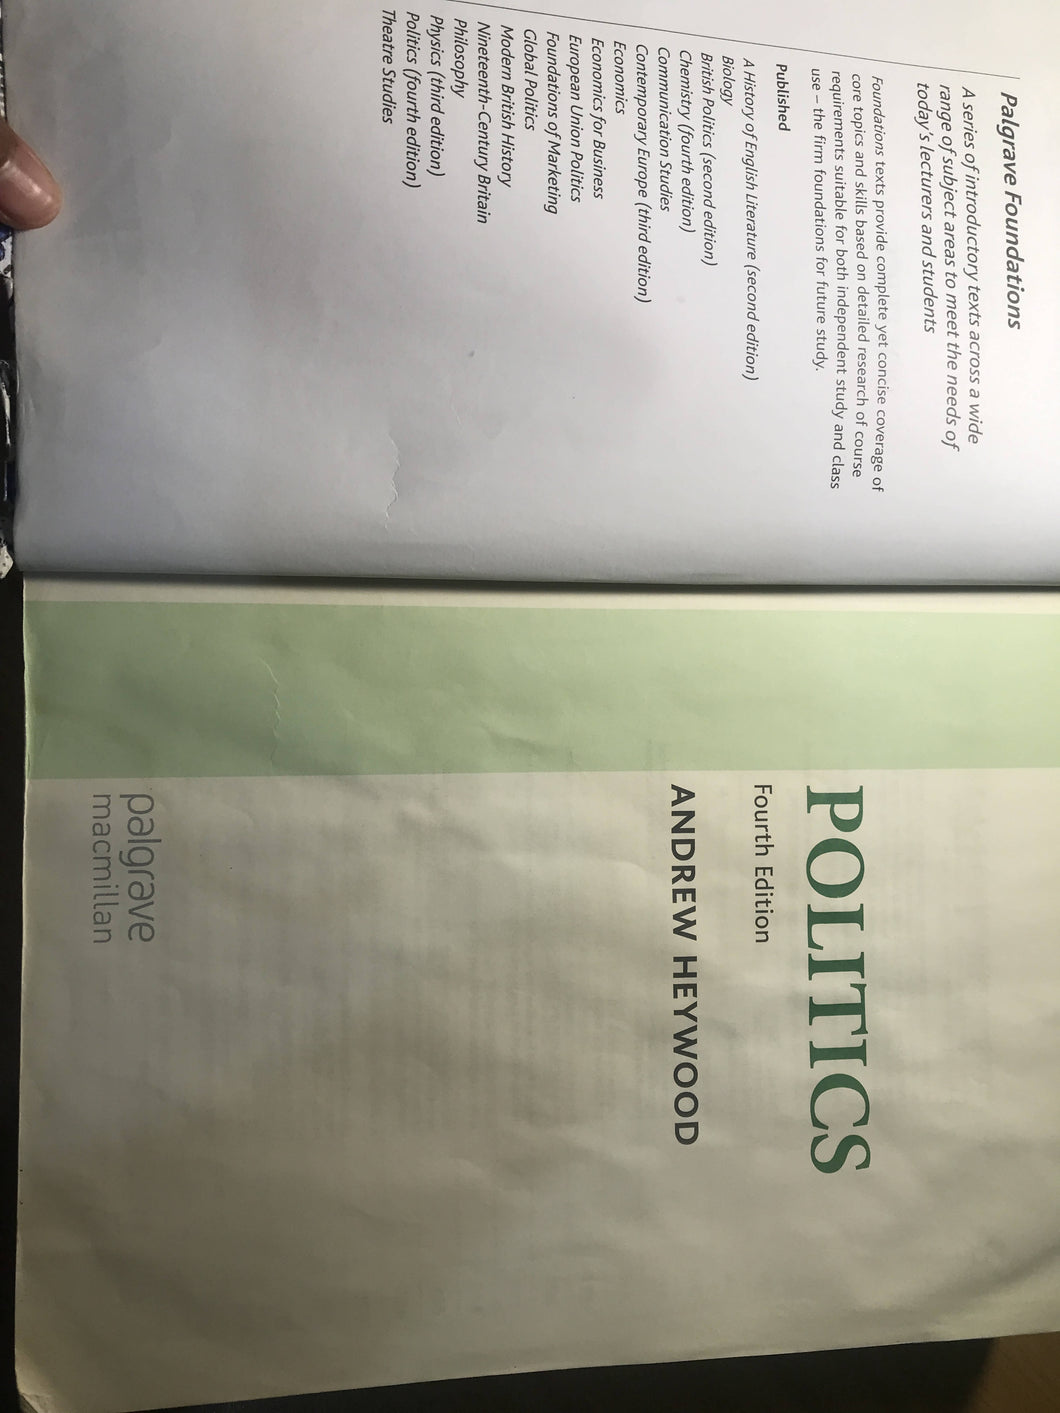 Palgrave Foundations
A series of introductory texts across a wide
range of subject areas to meet the needs of
today's lecturers and students
Foundations texts provide complete yet concise coverage of
core topics and skills based on detailed research of course
requirements suitable for both independent study and class
use – the firm foundations for future study.
Published
A History of English Literature (second edition)
Biology
British Politics (second edition)
Chemistry (fourth edition)
Communication Studies
Contemporary Europe (third edition)
Economics
Economics for Business
European Union Politics
Foundations of Marketing
Global Politics
Modern British History
Nineteenth-Century Britain
Philosophy
Physics (third edition)
Politics (fourth edition)
Theatre Studies
POLITICS
Fourth Edition
ANDREW HEYWOOD
palgrave
macmillan